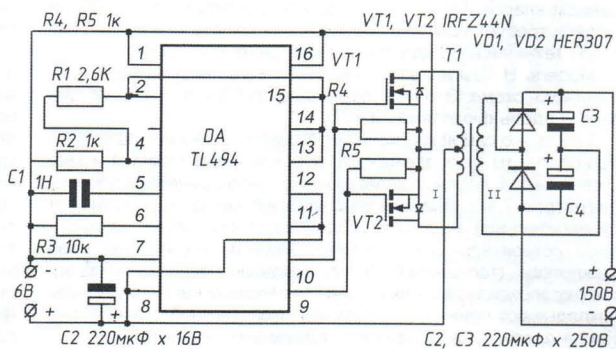 R4, R5 1к
VT1, VT2 IRFZ44N
VD1, VD2 HER307
1
16
VT1
T1
R1 2,6К
2
15
R4
14
C3
R2 1к
4
DA
TL494
13
R5
C1
1Н
5
12
I
II
C4
6
11
VT2
R3 10к
7
10
6В
8
9
150В
C2 220мкФ х 16В
C2, C3 220мкФ х 250В